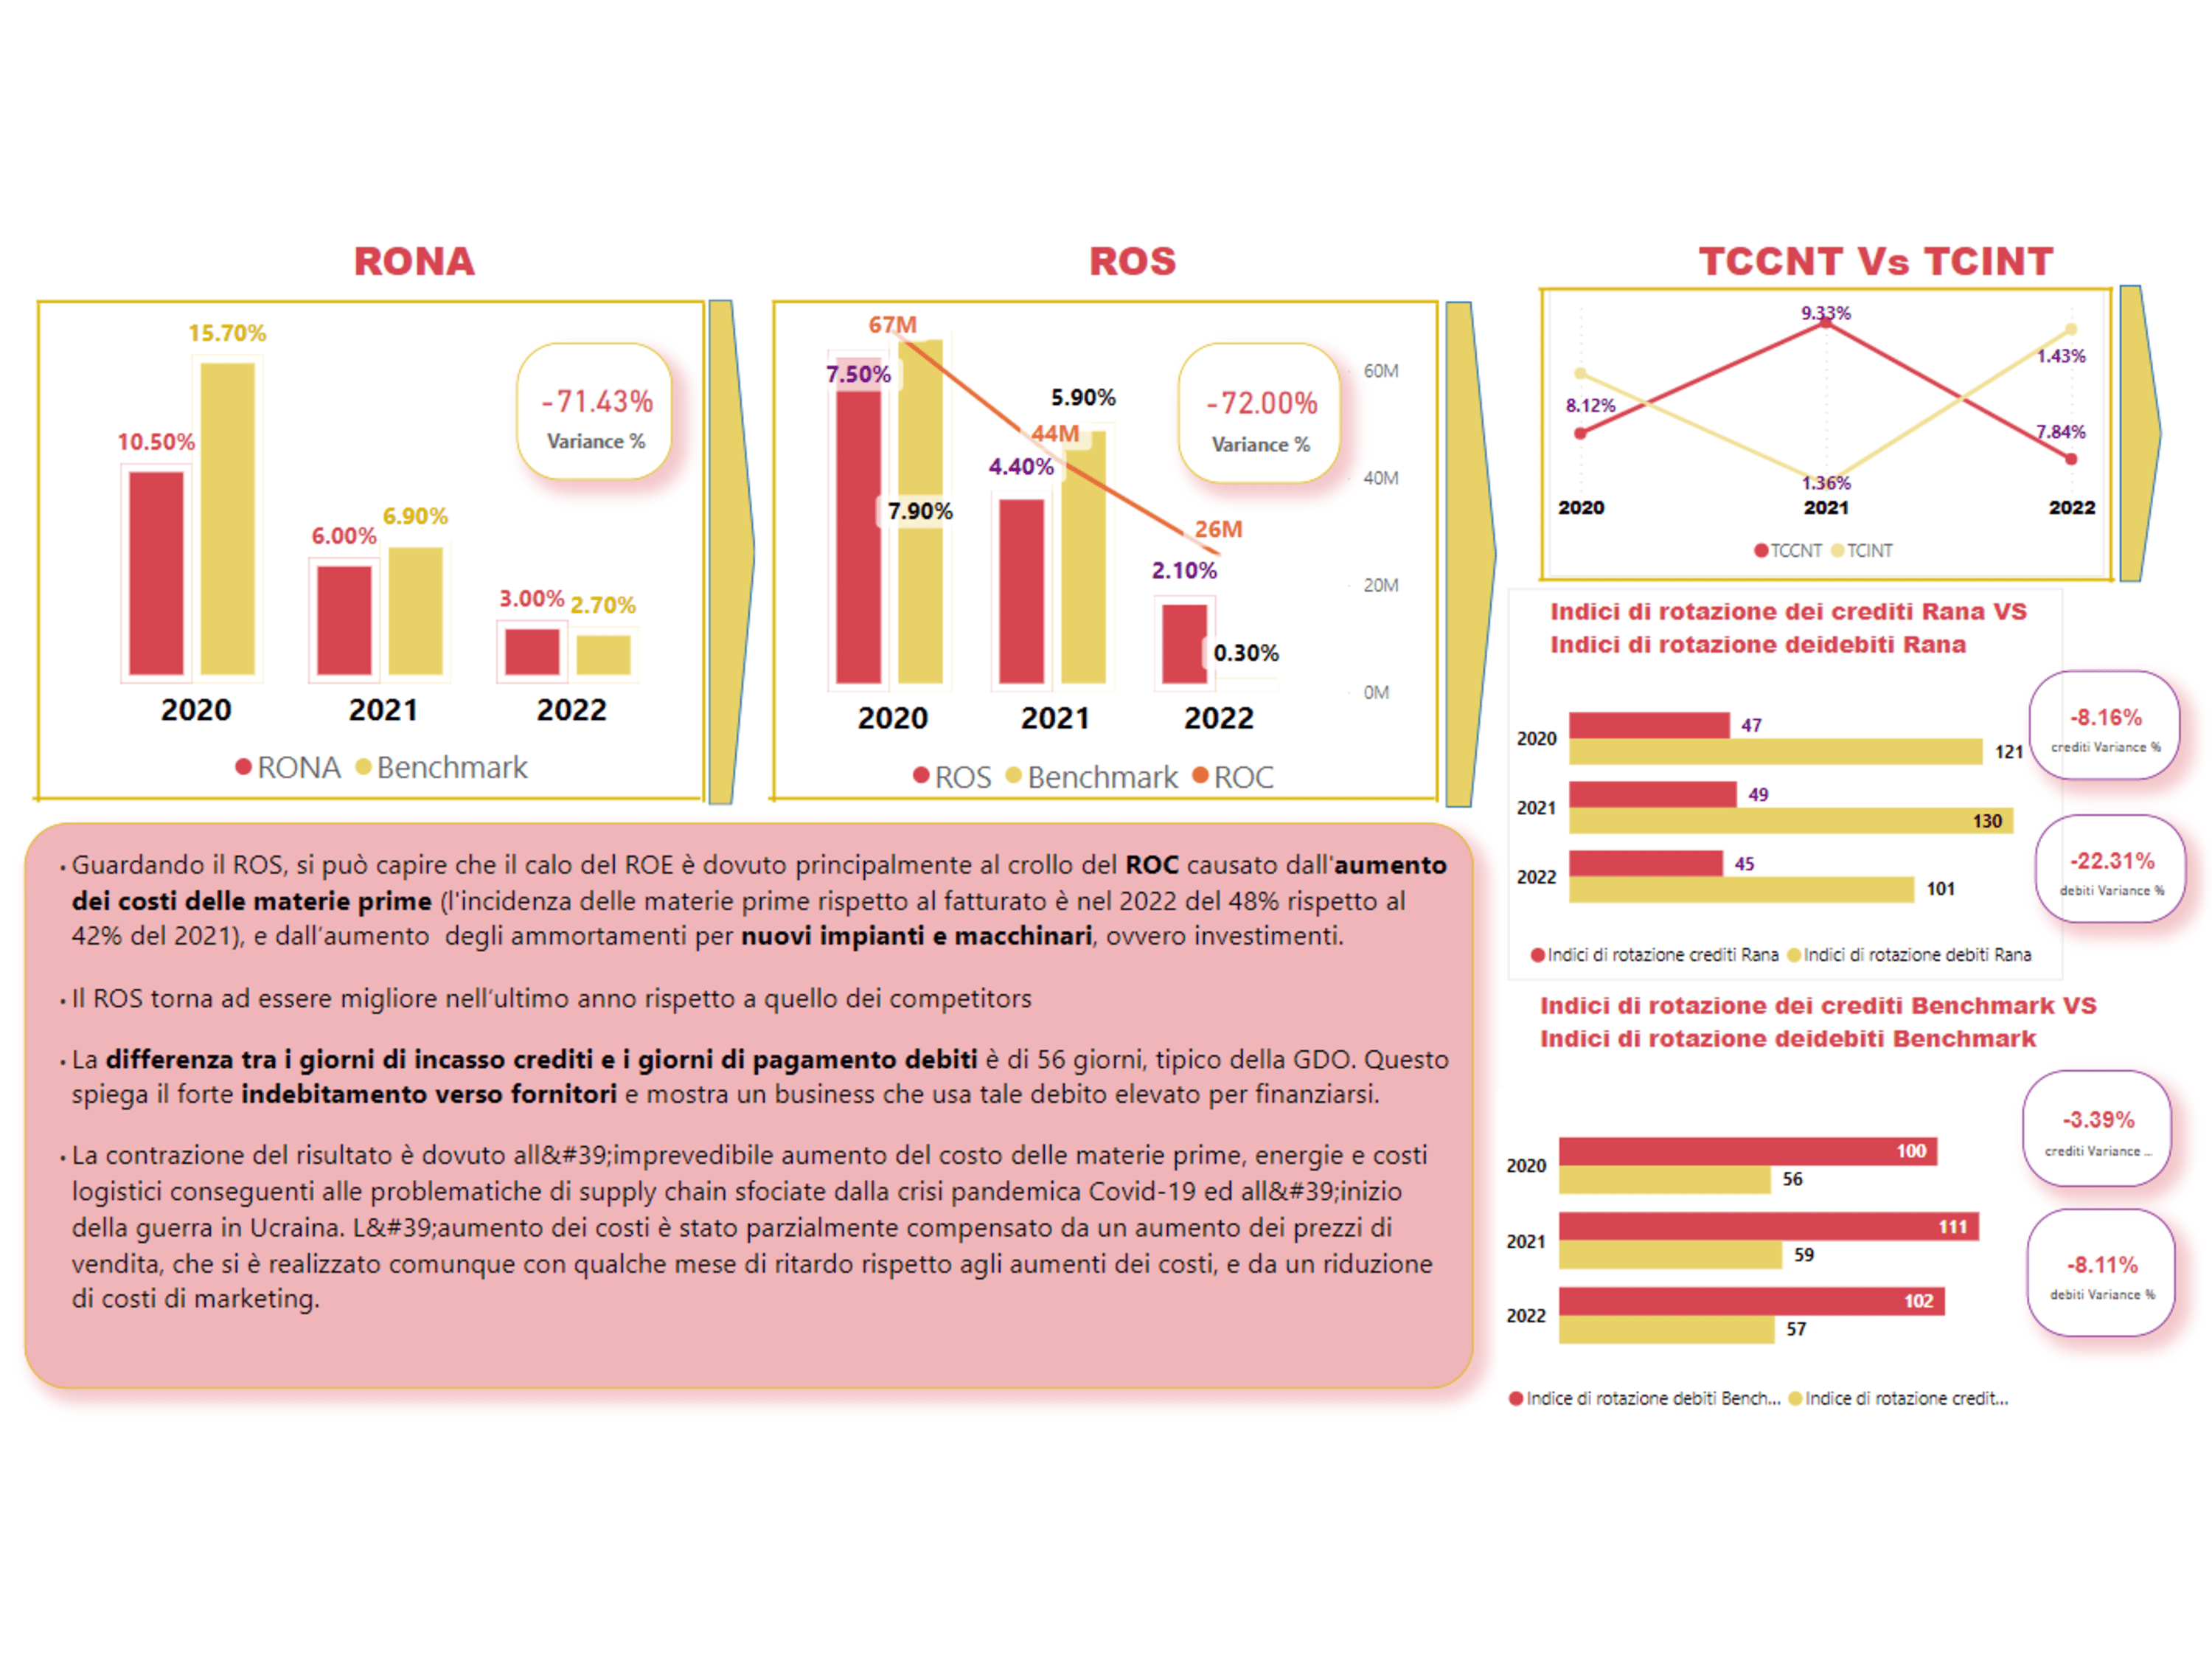 RONA
15.70%
10.50%
6.00%
6.90%
3.00%
2.70%
-71.43%
Variance %
2020
2021
2022
RONA
Benchmark
ROS
67M
7.50%
7.90%
5.90%
44M
4.40%
26M
2.10%
0.30%
-72.00%
Variance %
60M
40M
20M
0M
2020
2021
2022
ROS
Benchmark
ROC
TCCNT Vs TCINT
9.33%
8.12%
1.43%
7.84%
1.36%
2020
2021
2022
TCCNT
TCINT
Indici di rotazione dei crediti Rana VS
Indici di rotazione deidebiti Rana
2020
47
121
2021
49
130
2022
45
101
-8.16%
crediti Variance %
-22.31%
debiti Variance %
Indici di rotazione crediti Rana
Indici di rotazione debiti Rana
• Guardando il ROS, si può capire che il calo del ROE è dovuto principalmente al crollo del ROC causato dall'aumento
dei costi delle materie prime (l'incidenza delle materie prime rispetto al fatturato è nel 2022 del 48% rispetto al
42% del 2021), e dall’aumento  degli ammortamenti per nuovi impianti e macchinari, ovvero investimenti.
• Il ROS torna ad essere migliore nell’ultimo anno rispetto a quello dei competitors
• La differenza tra i giorni di incasso crediti e i giorni di pagamento debiti è di 56 giorni, tipico della GDO. Questo
spiega il forte indebitamento verso fornitori e mostra un business che usa tale debito elevato per finanziarsi.
• La contrazione del risultato è dovuto all&#39;imprevedibile aumento del costo delle materie prime, energie e costi
logistici conseguenti alle problematiche di supply chain sfociate dalla crisi pandemica Covid-19 ed all&#39;inizio
della guerra in Ucraina. L&#39;aumento dei costi è stato parzialmente compensato da un aumento dei prezzi di
vendita, che si è realizzato comunque con qualche mese di ritardo rispetto agli aumenti dei costi, e da un riduzione
di costi di marketing.
Indici di rotazione dei crediti Benchmark VS
Indici di rotazione deidebiti Benchmark
2020
100
56
2021
111
59
2022
102
57
-3.39%
crediti Variance ...
-8.11%
debiti Variance %
Indice di rotazione debiti Bench...
Indice di rotazione credit...